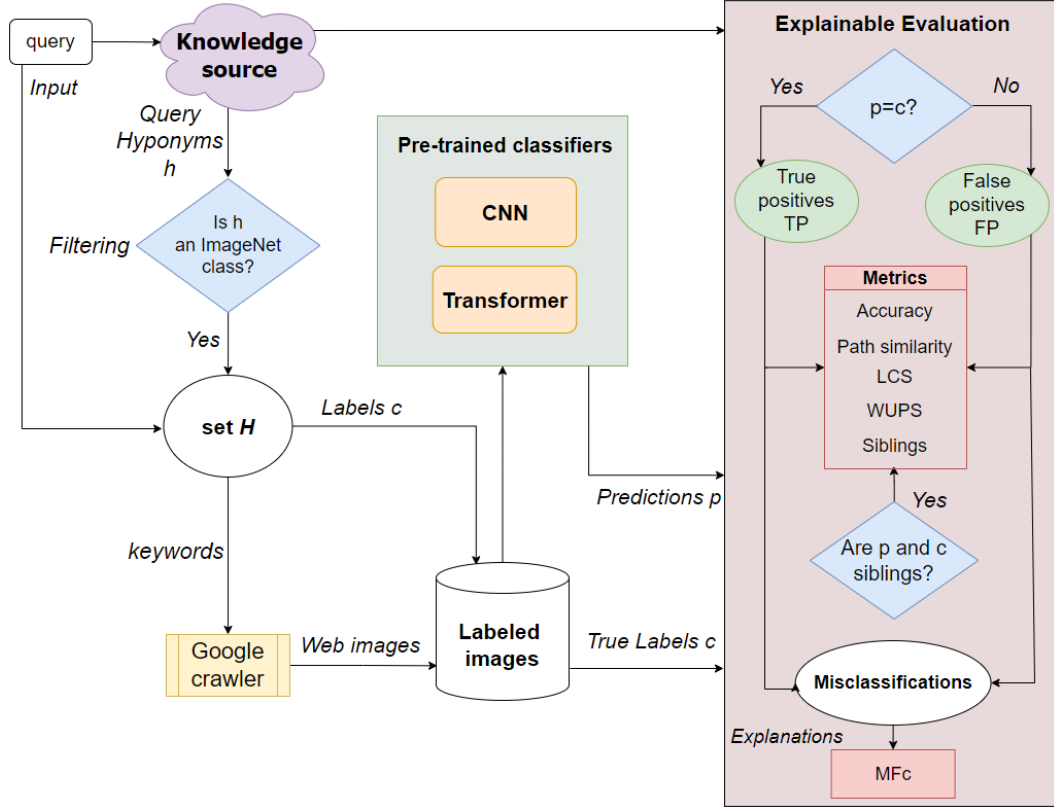 query
Input
Knowledge
source
Query
Hyponyms
h
Filtering
Is h
an ImageNet
class?
Yes
set H
Labels c
keywords
Google
crawler
Web images
Labeled
images
True Labels c
Pre-trained classifiers
CNN
Transformer
Predictions p
Explainable Evaluation
Yes
p=c?
No
True
positives
TP
False
positives
FP
Metrics
Accuracy
Path similarity
LCS
WUPS
Siblings
Yes
Are p and c
siblings?
Misclassifications
Explanations
MFc